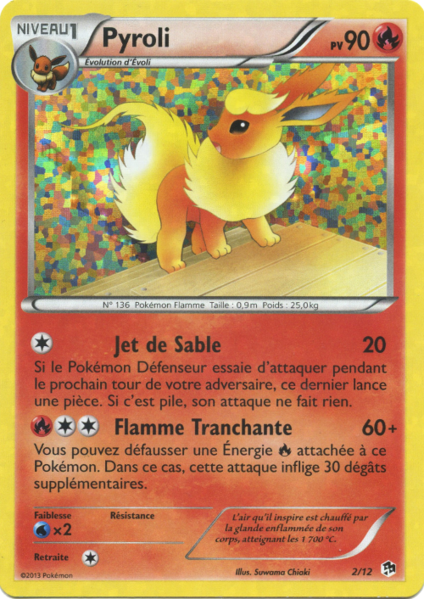 NIVEAU 1
Pyroli
PV 90
Évolution d'Évoli
N° 136 Pokémon Flamme Taille : 0,9m Poids : 25,0kg
Jet de Sable 20
Si le Pokémon Défenseur essaie d'attaquer pendant
le prochain tour de votre adversaire, ce dernier lance
une pièce. Si c'est pile, son attaque ne fait rien.
Flamme Tranchante 60+
Vous pouvez défausser une Énergie attachée à ce
Pokémon. Dans ce cas, cette attaque inflige 30 dégâts
supplémentaires.
Faiblesse Résistance
×2
L'air qu'il inspire est chauffé par
la glande enflammée de son
corps, atteignant les 1 700 °C.
Retraite
©2013 Pokémon
Illus. Suwama Chiaki
2/12